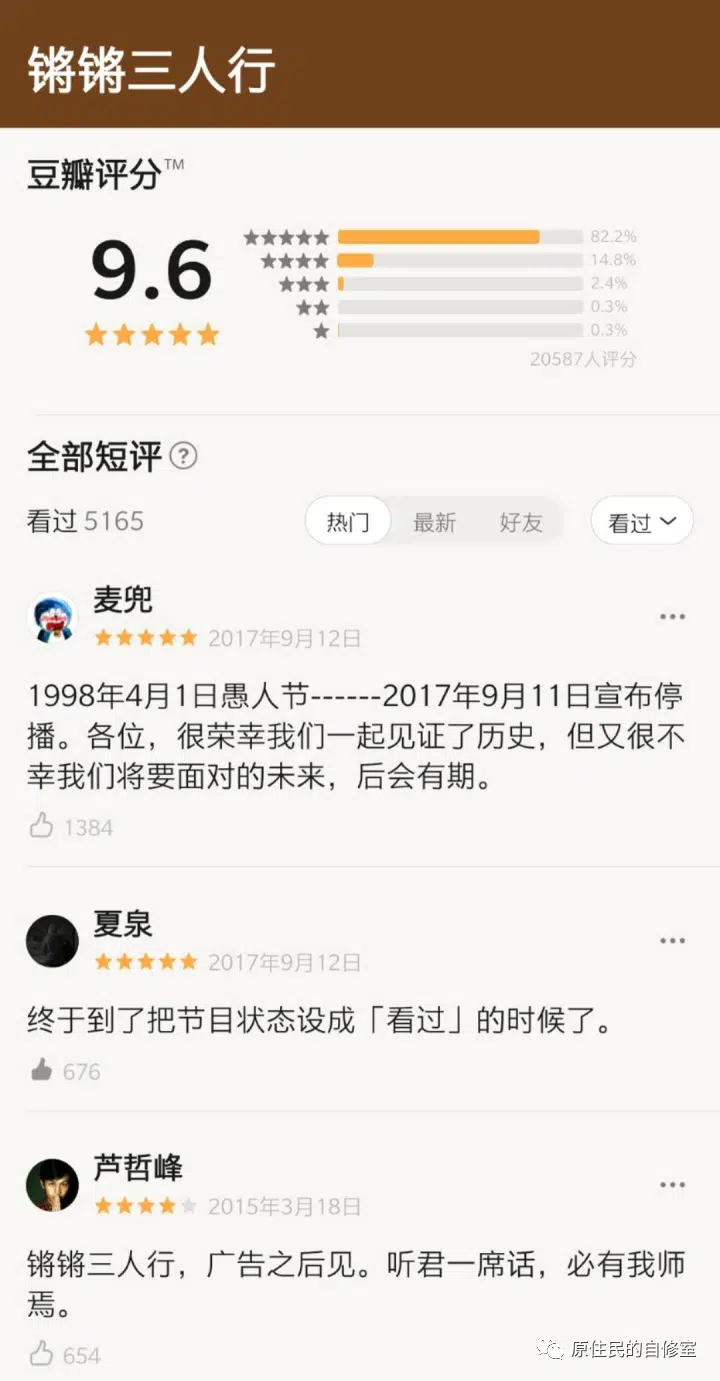 锵锵三人行
豆瓣评分™
9.6
82.2%
14.8%
2.4%
0.3%
0.3%
20587人评分
全部短评 ?
看过 5165
热门 最新 好友 看过
麦兜
2017年9月12日
1998年4月1日愚人节------2017年9月11日宣布停
播。各位，很荣幸我们一起见证了历史，但又很不
幸我们将要面对的未来，后会有期。
1384
夏泉
2017年9月12日
终于到了把节目状态设成「看过」的时候了。
676
芦哲峰
2015年3月18日
锵锵三人行，广告之后见。听君一席话，必有我师
焉。
654
原住民的自修室